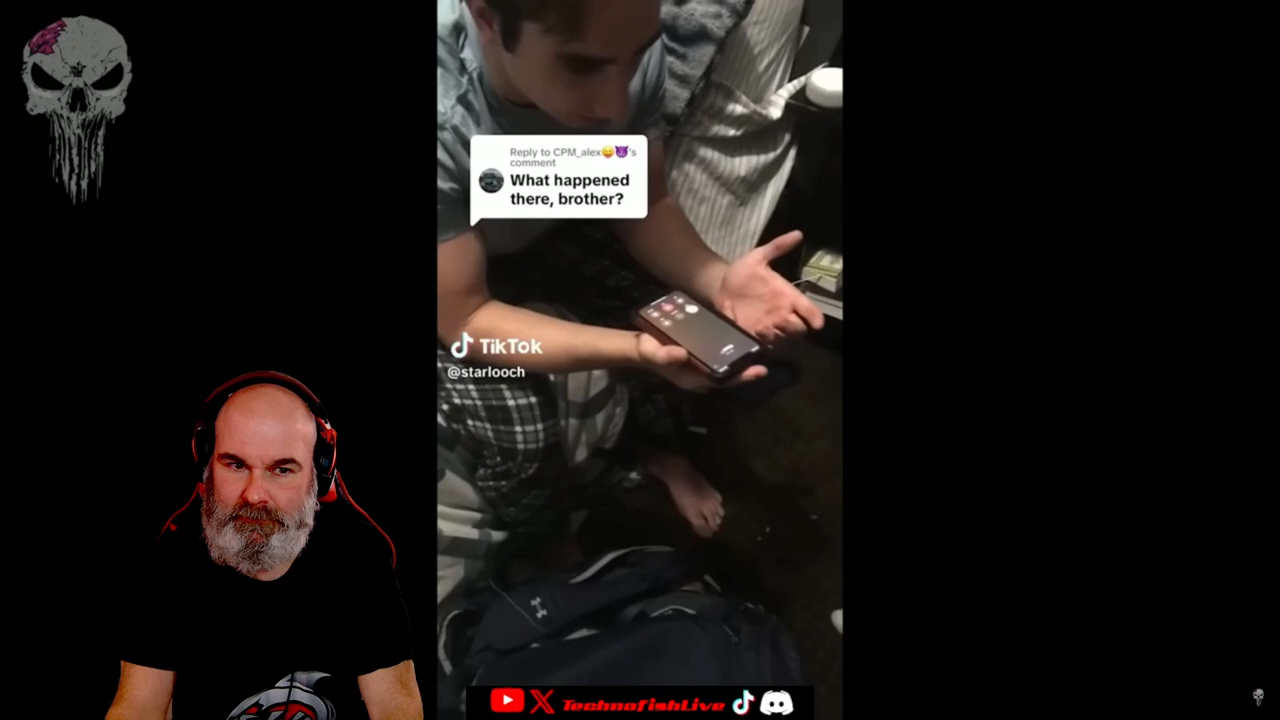 Reply to CPM_alex😝😈's
comment
What happened
there, brother?
TikTok
@starlooch
TechnofishLive